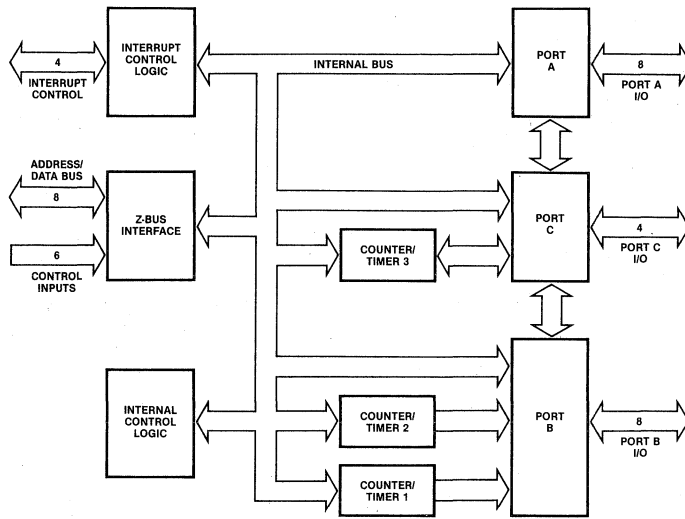 INTERRUPT
CONTROL
LOGIC
4
INTERRUPT
CONTROL
INTERNAL BUS
PORT
A
8
PORT A
I/O
ADDRESS/
DATA BUS
8
Z-BUS
INTERFACE
6
CONTROL
INPUTS
PORT
C
4
PORT C
I/O
COUNTER/
TIMER 3
INTERNAL
CONTROL
LOGIC
COUNTER/
TIMER 2
PORT
B
8
PORT B
I/O
COUNTER/
TIMER 1